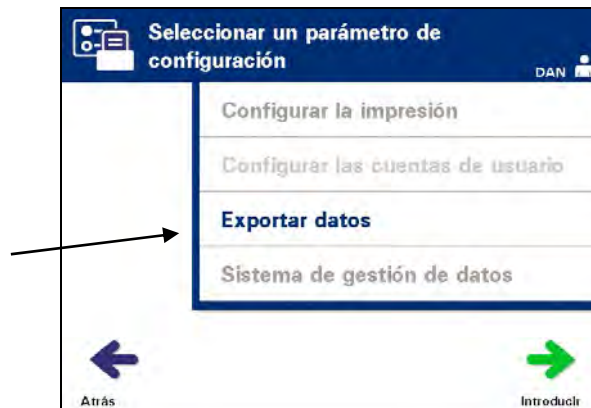 Seleccionar un parámetro de
configuración
DAN
Configurar la impresión
Configurar las cuentas de usuario
Exportar datos
Sistema de gestión de datos
Atrás
Introducir